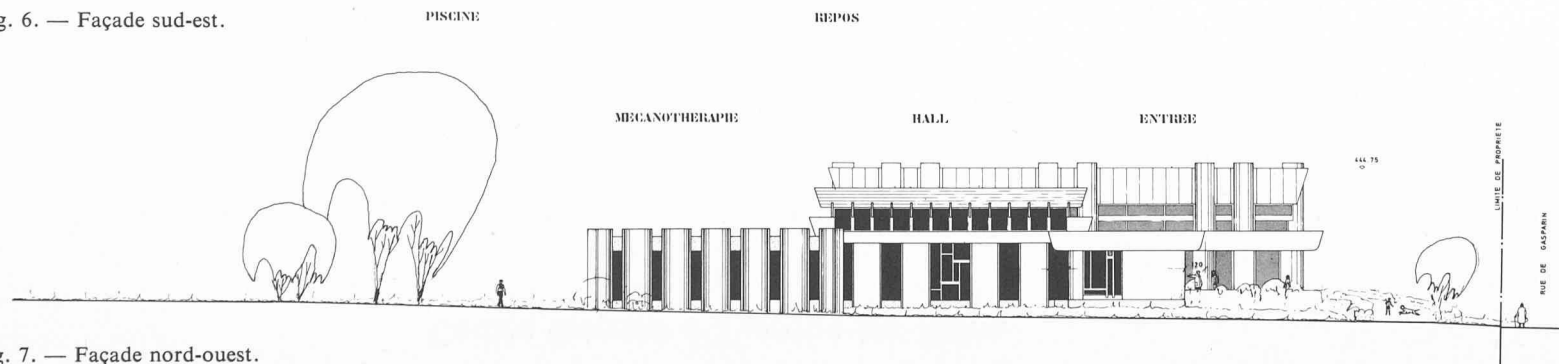 g. 6. — Façade sud-est.
PISCINE
REPOS
MECANOTHERAPIE
HALL
ENTREE
444 75
LIMITE DE PROPRIETE
RUE DE GASPARIN
120
g. 7. — Façade nord-ouest.